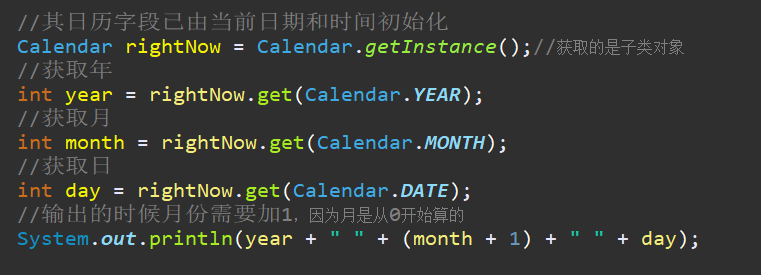 //其日历字段已由当前日期和时间初始化
Calendar rightNow = Calendar.getInstance();//获取的是子类对象
//获取年
int year = rightNow.get(Calendar.YEAR);
//获取月
int month = rightNow.get(Calendar.MONTH);
//获取日
int day = rightNow.get(Calendar.DATE);
//输出的时候月份需要加1，因为月是从0开始算的
System.out.println(year + " " + (month + 1) + " " + day);